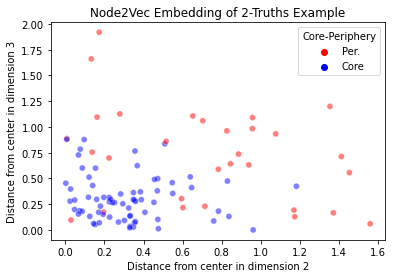 Node2Vec Embedding of 2-Truths Example
Core-Periphery
Per.
Core
Distance from center in dimension 3
2.00
1.75
1.50
1.25
1.00
0.75
0.50
0.25
0.00
0.0 0.2 0.4 0.6 0.8 1.0 1.2 1.4 1.6
Distance from center in dimension 2